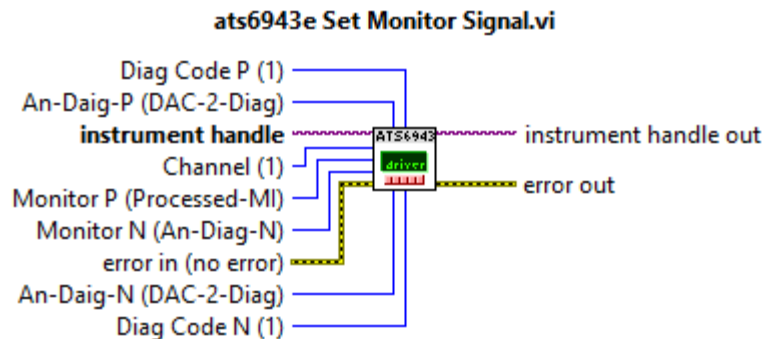 ats6943e Set Monitor Signal.vi
Diag Code P (1)
An-Daig-P (DAC-2-Diag)
instrument handle
ATS6943
instrument handle out
Channel (1)
driver
Monitor P (Processed-MI)
error out
Monitor N (An-Diag-N)
error in (no error)
An-Daig-N (DAC-2-Diag)
Diag Code N (1)